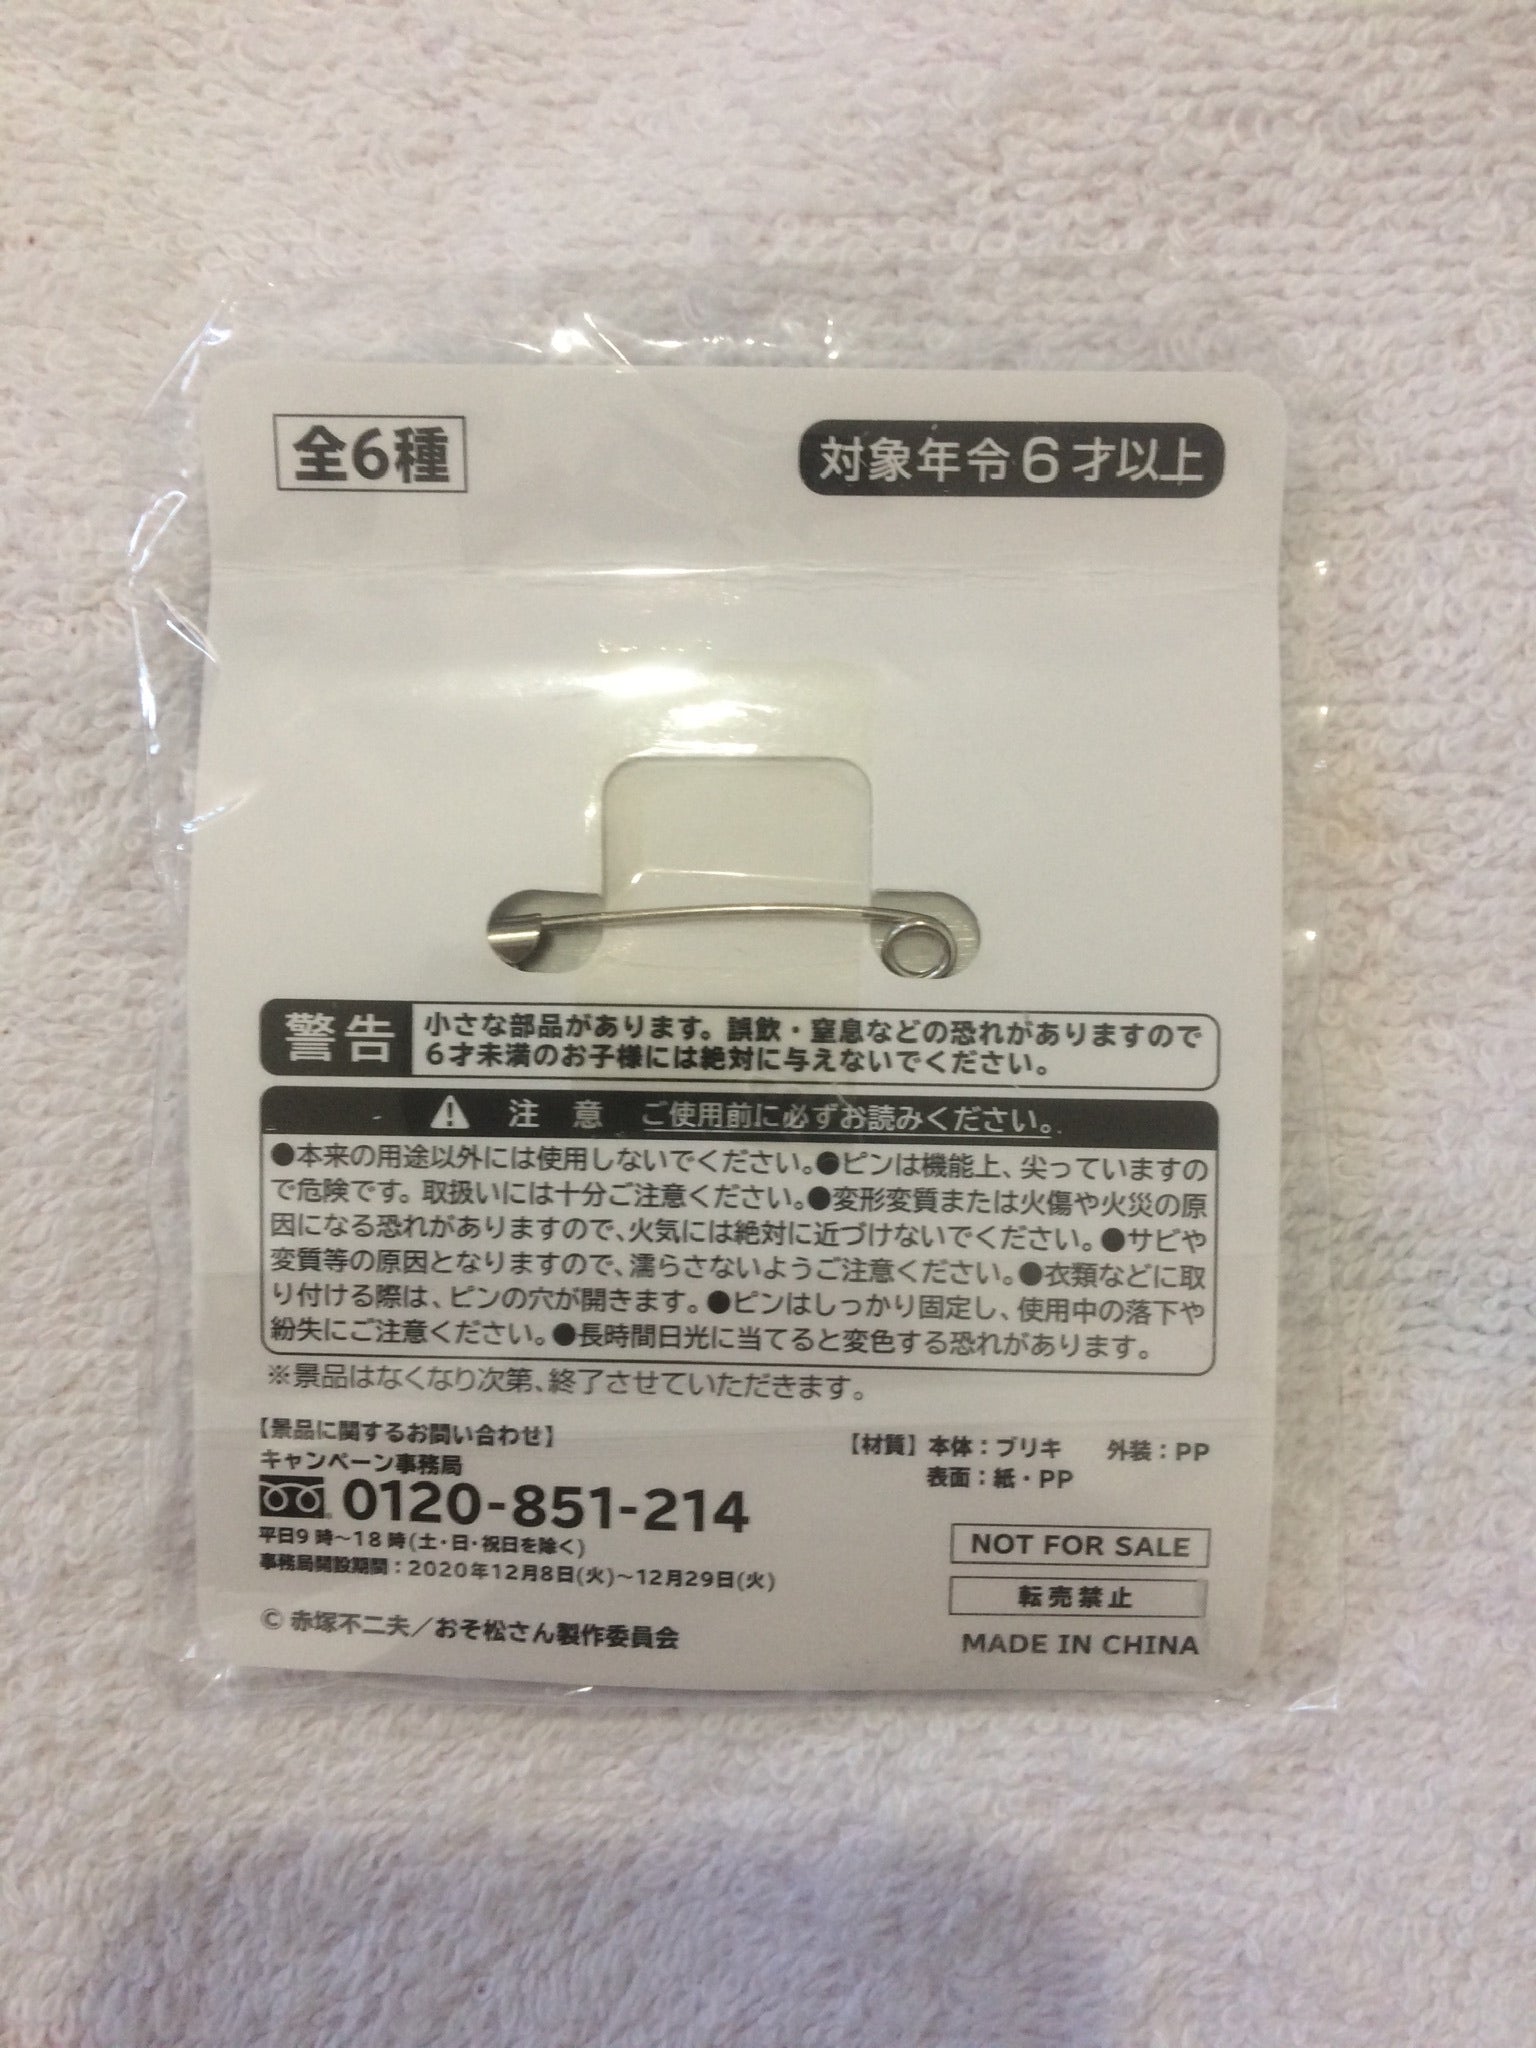 全6種
対象年令6才以上
警告
小さな部品があります。誤飲・窒息などの恐れがありますので
6才未満のお子様には絶対に与えないでください。
注意 ご使用前に必ずお読みください。
●本来の用途以外には使用しないでください。●ピンは機能上、尖っていますの
で危険です。取扱いには十分ご注意ください。●変形変質または火傷や火災の原
因になる恐れがありますので、火気には絶対に近づけないでください。●サビや
変質等の原因となりますので、濡らさないようご注意ください。●衣類などに取
り付ける際は、ピンの穴が開きます。●ピンはしっかり固定し、使用中の落下や
紛失にご注意ください。●長時間日光に当てると変色する恐れがあります。
※景品はなくなり次第、終了させていただきます。
【景品に関するお問い合わせ】
キャンペーン事務局
0120-851-214
平日9時〜18時(土・日・祝日を除く)
事務局開設期間：2020年12月8日(火)〜12月29日(火)
© 赤塚不二夫／おそ松さん製作委員会
【材質】本体：ブリキ 外装：PP
表面：紙・PP
NOT FOR SALE
転売禁止
MADE IN CHINA